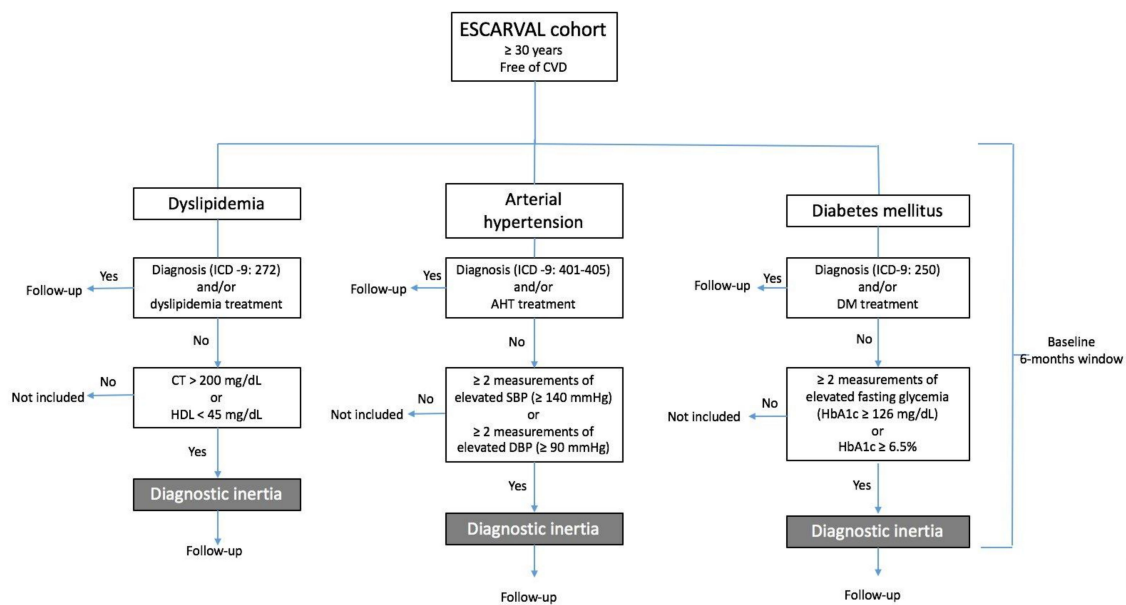 ESCARVAL cohort
≥ 30 years
Free of CVD
Dyslipidemia
Diagnosis (ICD -9: 272)
and/or
dyslipidemia treatment
Yes
Follow-up
No
CT > 200 mg/dL
or
HDL < 45 mg/dL
No
Not included
Yes
Diagnostic inertia
Follow-up
Arterial
hypertension
Diagnosis (ICD -9: 401-405)
and/or
AHT treatment
Yes
Follow-up
No
≥ 2 measurements of
elevated SBP (≥ 140 mmHg)
or
≥ 2 measurements of
elevated DBP (≥ 90 mmHg)
No
Not included
Yes
Diagnostic inertia
Follow-up
Diabetes mellitus
Diagnosis (ICD-9: 250)
and/or
DM treatment
Yes
Follow-up
No
≥ 2 measurements of
elevated fasting glycemia
(HbA1c ≥ 126 mg/dL)
or
HbA1c ≥ 6.5%
No
Not included
Yes
Diagnostic inertia
Follow-up
Baseline
6-months window